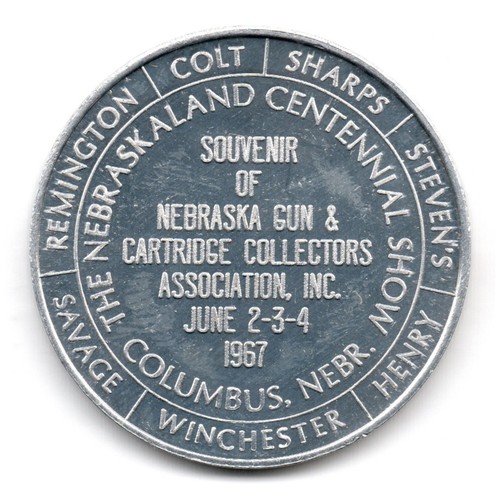 REMINGTON | COLT | SHARPS | STEVEN'S
HENRY | WINCHESTER | SAVAGE
THE NEBRASKALAND CENTENNIAL SHOW
COLUMBUS, NEBR.
SOUVENIR
OF
NEBRASKA GUN &
CARTRIDGE COLLECTORS
ASSOCIATION, INC.
JUNE 2-3-4
1967